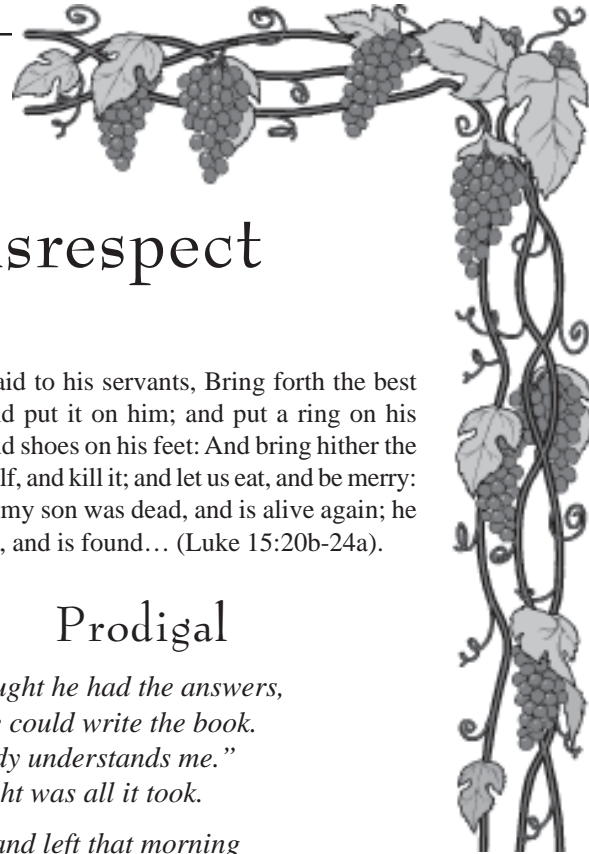 srespect
aid to his servants, Bring forth the best
d put it on him; and put a ring on his
d shoes on his feet: And bring hither the
lf, and kill it; and let us eat, and be merry:
my son was dead, and is alive again; he
, and is found… (Luke 15:20b-24a).
Prodigal
ught he had the answers,
could write the book.
dy understands me.”
ht was all it took.
and left that morning